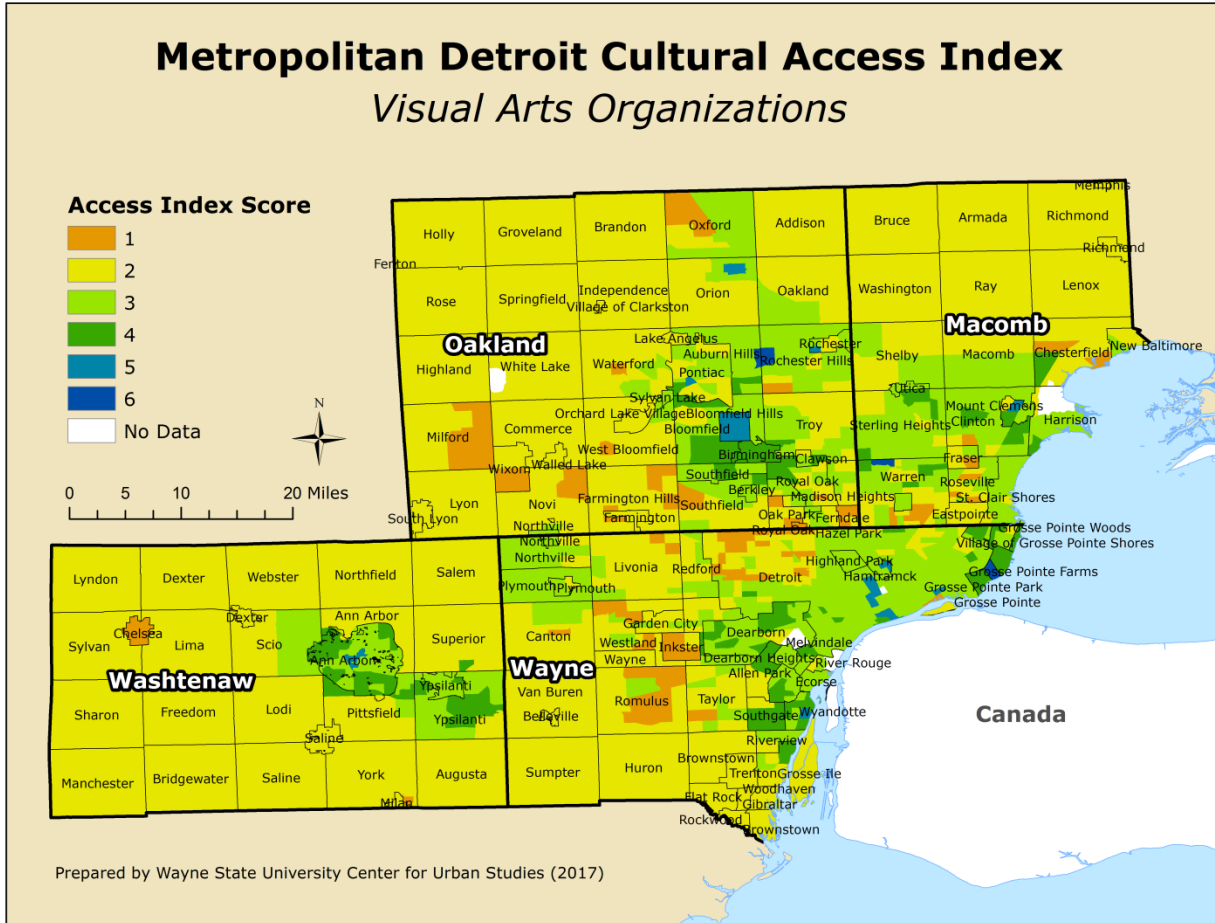 Metropolitan Detroit Cultural Access Index
Visual Arts Organizations
Access Index Score
1
2
3
4
5
6
No Data
N
0 5 10 20 Miles
Memphis
Holly
Groveland
Brandon
Oxford
Addison
Bruce
Armada
Richmond
Richmond
Fenton
Rose
Springfield
Independence
Village of Clarkston
Orion
Oakland
Washington
Ray
Lenox
Oakland
Macomb
Highland
White Lake
Waterford
Lake Angelus
Auburn Hills
Pontiac
Rochester
Rochester Hills
Shelby
Macomb
Chesterfield
New Baltimore
Utica
Sylvan Lake
Milford
Commerce
Orchard Lake Village
Bloomfield Hills
Bloomfield
Troy
Sterling Heights
Mount Clemens
Clinton
Harrison
Wixom
Walled Lake
West Bloomfield
Birmingham
Clawson
Fraser
Lyon
South Lyon
Novi
Farmington Hills
Farmington
Southfield
Southfield
Berkley
Royal Oak
Madison Heights
Warren
Roseville
St. Clair Shores
Eastpointe
Oak Park
Ferndale
Royal Oak
Hazel Park
Northville
Northville
Northville
Grosse Pointe Woods
Village of Grosse Pointe Shores
Lyndon
Dexter
Webster
Northfield
Salem
Plymouth
Plymouth
Livonia
Redford
Detroit
Highland Park
Hamtramck
Grosse Pointe Farms
Grosse Pointe Park
Grosse Pointe
Sylvan
Chelsea
Lima
Dexter
Scio
Ann Arbor
Ann Arbor
Superior
Canton
Garden City
Westland
Wayne
Inkster
Dearborn
Dearborn Heights
Melvindale
River Rouge
Allen Park
Ecorse
Washtenaw
Wayne
Sharon
Freedom
Lodi
Pittsfield
Ypsilanti
Ypsilanti
Van Buren
Belleville
Romulus
Taylor
Southgate
Wyandotte
Canada
Saline
Riverview
Manchester
Bridgewater
Saline
York
Augusta
Sumpter
Huron
Brownstown
Trenton
Grosse Ile
Woodhaven
Milan
Flat Rock
Gibraltar
Rockwood
Brownstown
Prepared by Wayne State University Center for Urban Studies (2017)